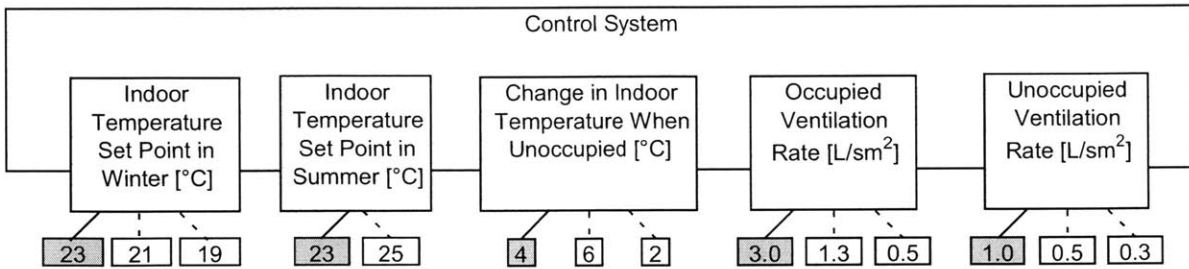 Control System
Indoor
Temperature
Set Point in
Winter [°C]
Indoor
Temperature
Set Point in
Summer [°C]
Change in Indoor
Temperature When
Unoccupied [°C]
Occupied
Ventilation
Rate [L/sm²]
Unoccupied
Ventilation
Rate [L/sm²]
23 21 19 23 25 4 6 2 3.0 1.3 0.5 1.0 0.5 0.3